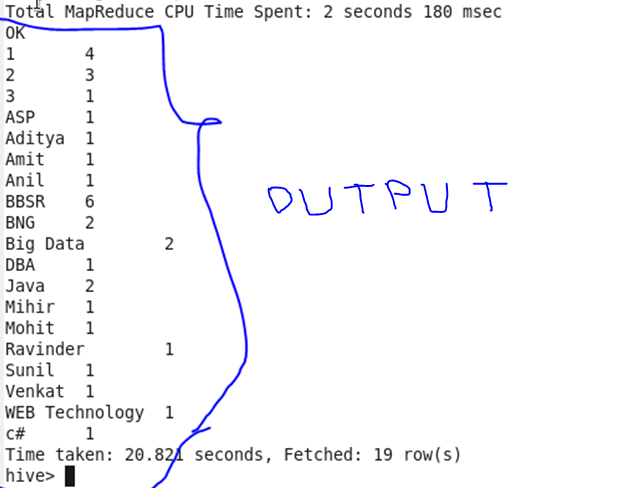 Total MapReduce CPU Time Spent: 2 seconds 180 msec
OK
1 4
2 3
3 1
ASP 1
Aditya 1
Amit 1
Anil 1
BBSR 6
BNG 2
Big Data 2
DBA 1
Java 2
Mihir 1
Mohit 1
Ravinder 1
Sunil 1
Venkat 1
WEB Technology 1
c# 1
Time taken: 20.821 seconds, Fetched: 19 row(s)
hive>
OUTPUT